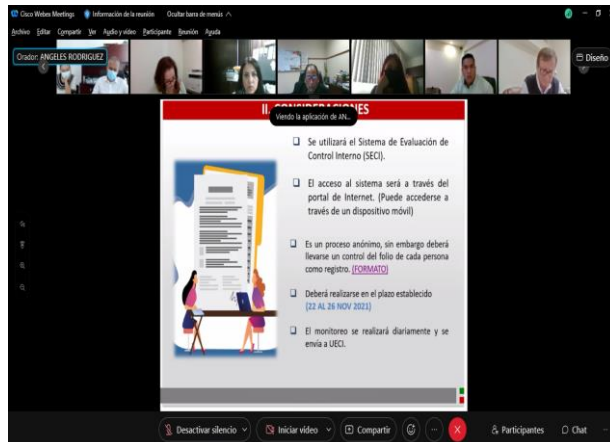 Cisco Webex Meetings Información de la reunión Ocultar barra de menús
Archivo Editar Compartir Ver Audio y vídeo Participante Reunión Ayuda
Orador: ANGELES RODRIGUEZ
Diseño
II. CONSIDERACIONES
Viendo la aplicación de AN...
Se utilizará el Sistema de Evaluación de
Control Interno (SECI).
El acceso al sistema será a través del
portal de Internet. (Puede accederse a
través de un dispositivo móvil)
Es un proceso anónimo, sin embargo deberá
llevarse un control del folio de cada persona
como registro. (FORMATO)
Deberá realizarse en el plazo establecido
(22 AL 26 NOV 2021)
El monitoreo se realizará diariamente y se
envía a UECI.
Desactivar silencio Iniciar vídeo Compartir Participantes Chat